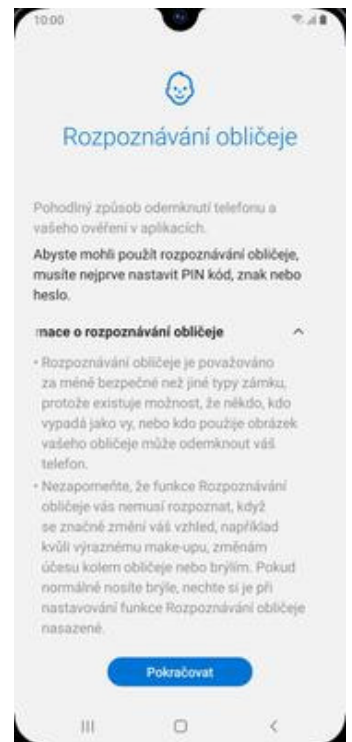 10:00
Rozpoznávání obličeje
Pohodlný způsob odemknutí telefonu a
vašeho ověření v aplikacích.
Abyste mohli použít rozpoznávání obličeje,
musíte nejprve nastavit PIN kód, znak nebo
heslo.
mace o rozpoznávání obličeje
• Rozpoznávání obličeje je považováno
za méně bezpečné než jiné typy zámku,
protože existuje možnost, že někdo, kdo
vypadá jako vy, nebo kdo použije obrázek
vašeho obličeje může odemknout váš
telefon.
• Nezapomeňte, že funkce Rozpoznávání
obličeje vás nemusí rozpoznat, když
se značně změní váš vzhled, například
kvůli výraznému make-upu, změnám
účesu kolem obličeje nebo brýlím. Pokud
normálně nosíte brýle, nechte si je při
nastavování funkce Rozpoznávání obličeje
nasazené.
Pokračovat